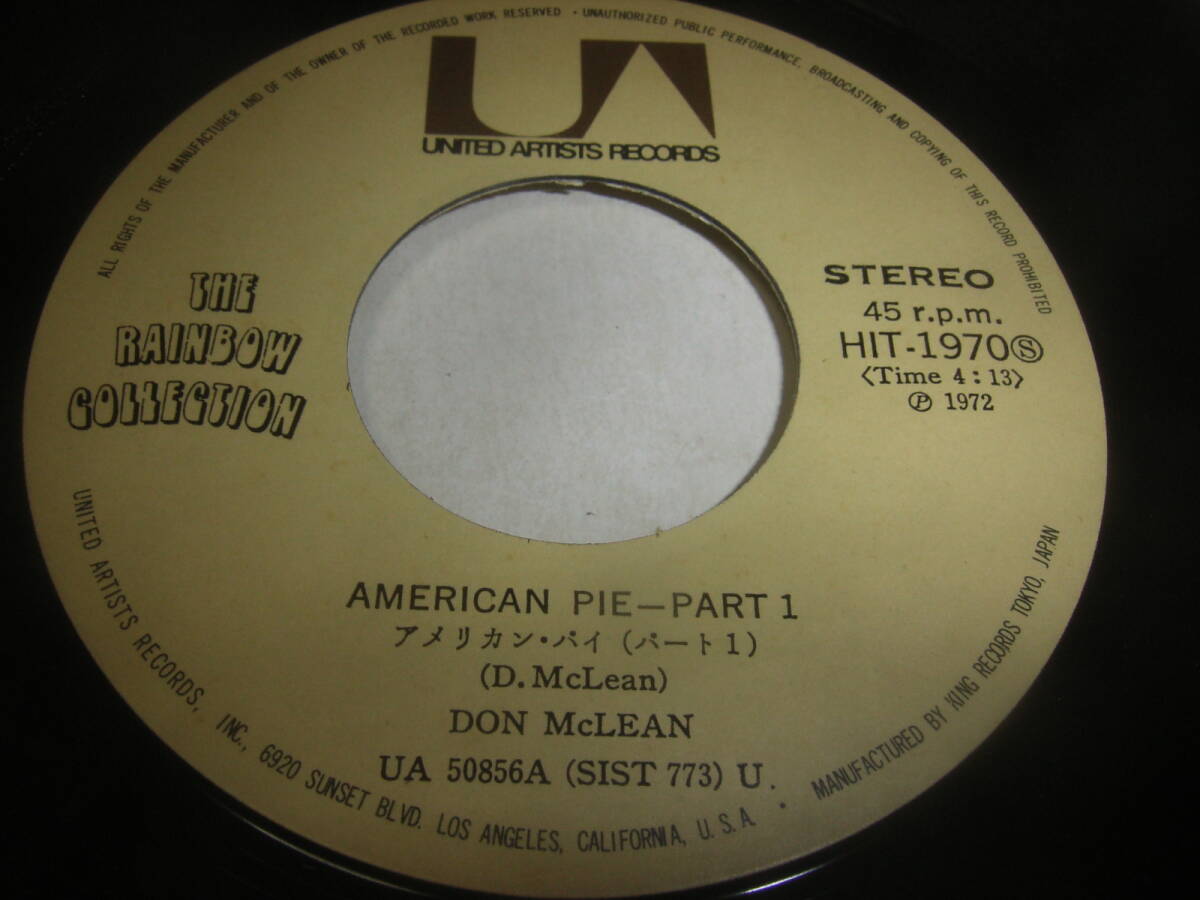 ALL RIGHTS OF THE MANUFACTURER AND OF THE OWNER OF THE RECORDED WORK RESERVED • UNAUTHORIZED PUBLIC PERFORMANCE, BROADCASTING AND COPYING OF THIS RECORD PROHIBITED
UA
UNITED ARTISTS RECORDS
THE
RAINBOW
COLLECTION
STEREO
45 r.p.m.
HIT-1970Ⓢ
〈Time 4:13〉
Ⓟ 1972
AMERICAN PIE—PART 1
アメリカン・パイ (パート1)
(D. McLean)
DON McLEAN
UA 50856A (SIST 773) U.
UNITED ARTISTS RECORDS, INC., 6920 SUNSET BLVD. LOS ANGELES, CALIFORNIA, U.S.A. • MANUFACTURED BY KING RECORDS TOKYO, JAPAN